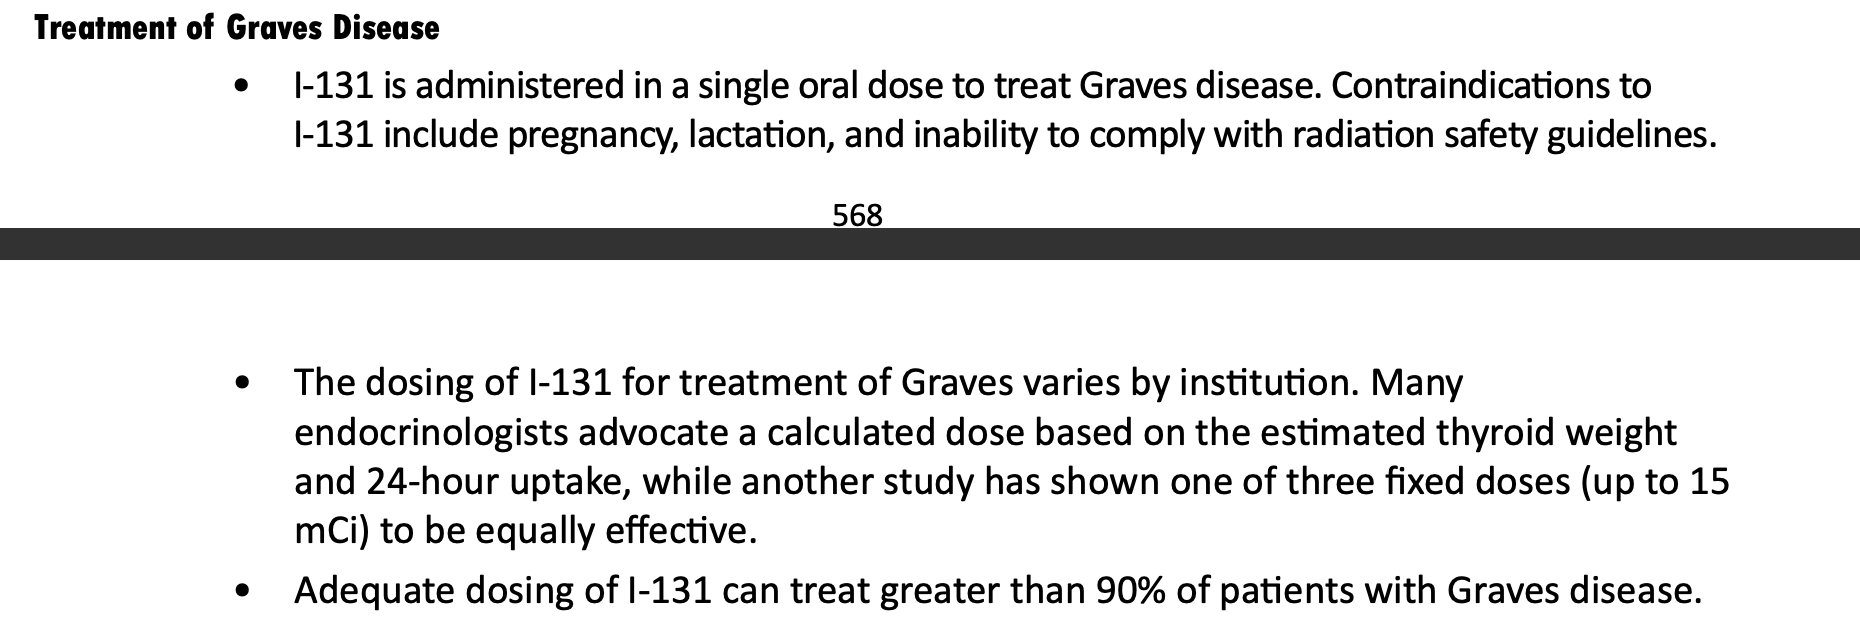 Treatment of Graves Disease
• I-131 is administered in a single oral dose to treat Graves disease. Contraindications to
I-131 include pregnancy, lactation, and inability to comply with radiation safety guidelines.
568
• The dosing of I-131 for treatment of Graves varies by institution. Many
endocrinologists advocate a calculated dose based on the estimated thyroid weight
and 24-hour uptake, while another study has shown one of three fixed doses (up to 15
mCi) to be equally effective.
• Adequate dosing of I-131 can treat greater than 90% of patients with Graves disease.